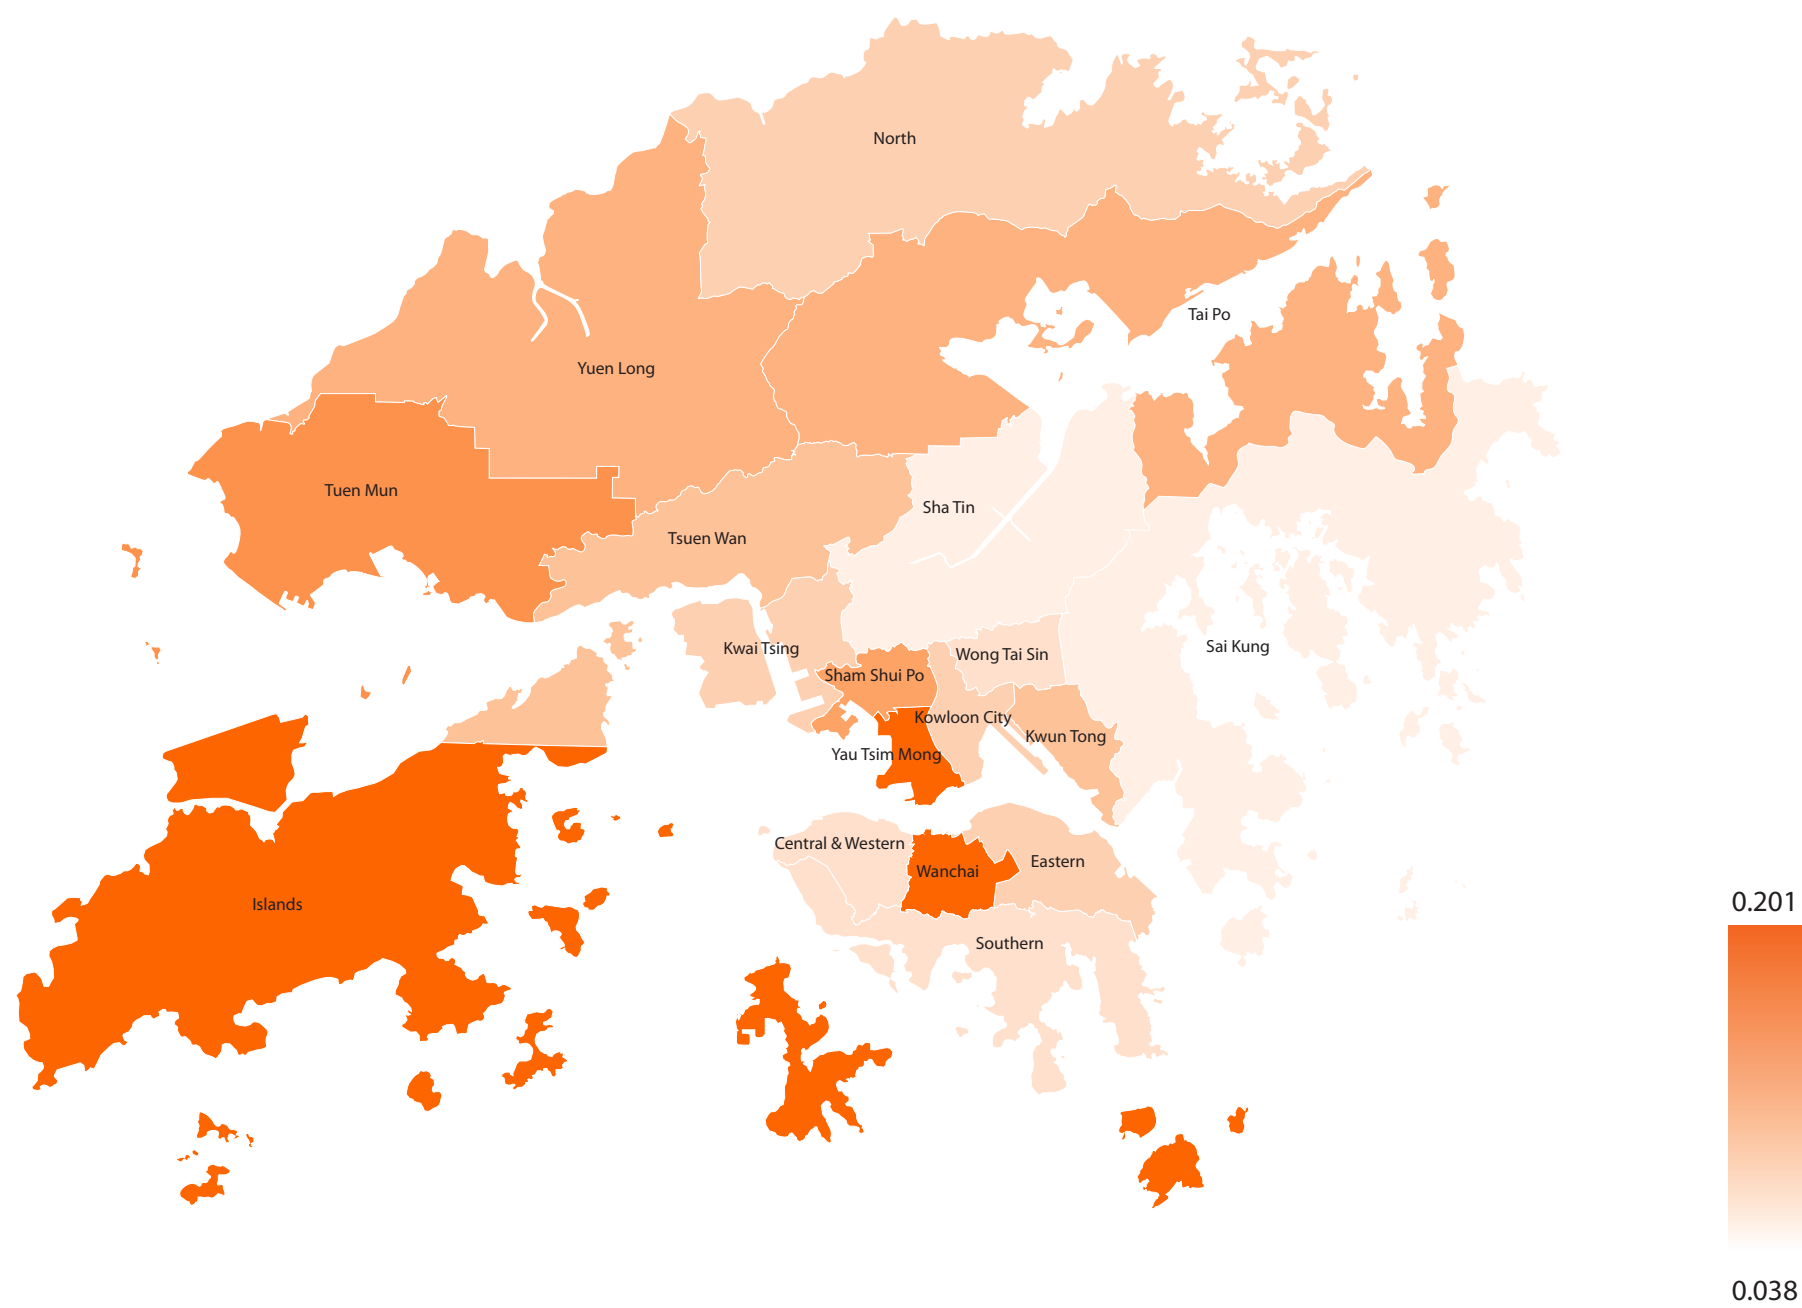 North
Tai Po
Yuen Long
Tuen Mun
Sha Tin
Tsuen Wan
Sai Kung
Kwai Tsing
Wong Tai Sin
Sham Shui Po
Kowloon City
Kwun Tong
Yau Tsim Mong
Central & Western
Eastern
Wanchai
Islands
0.201
Southern
0.038